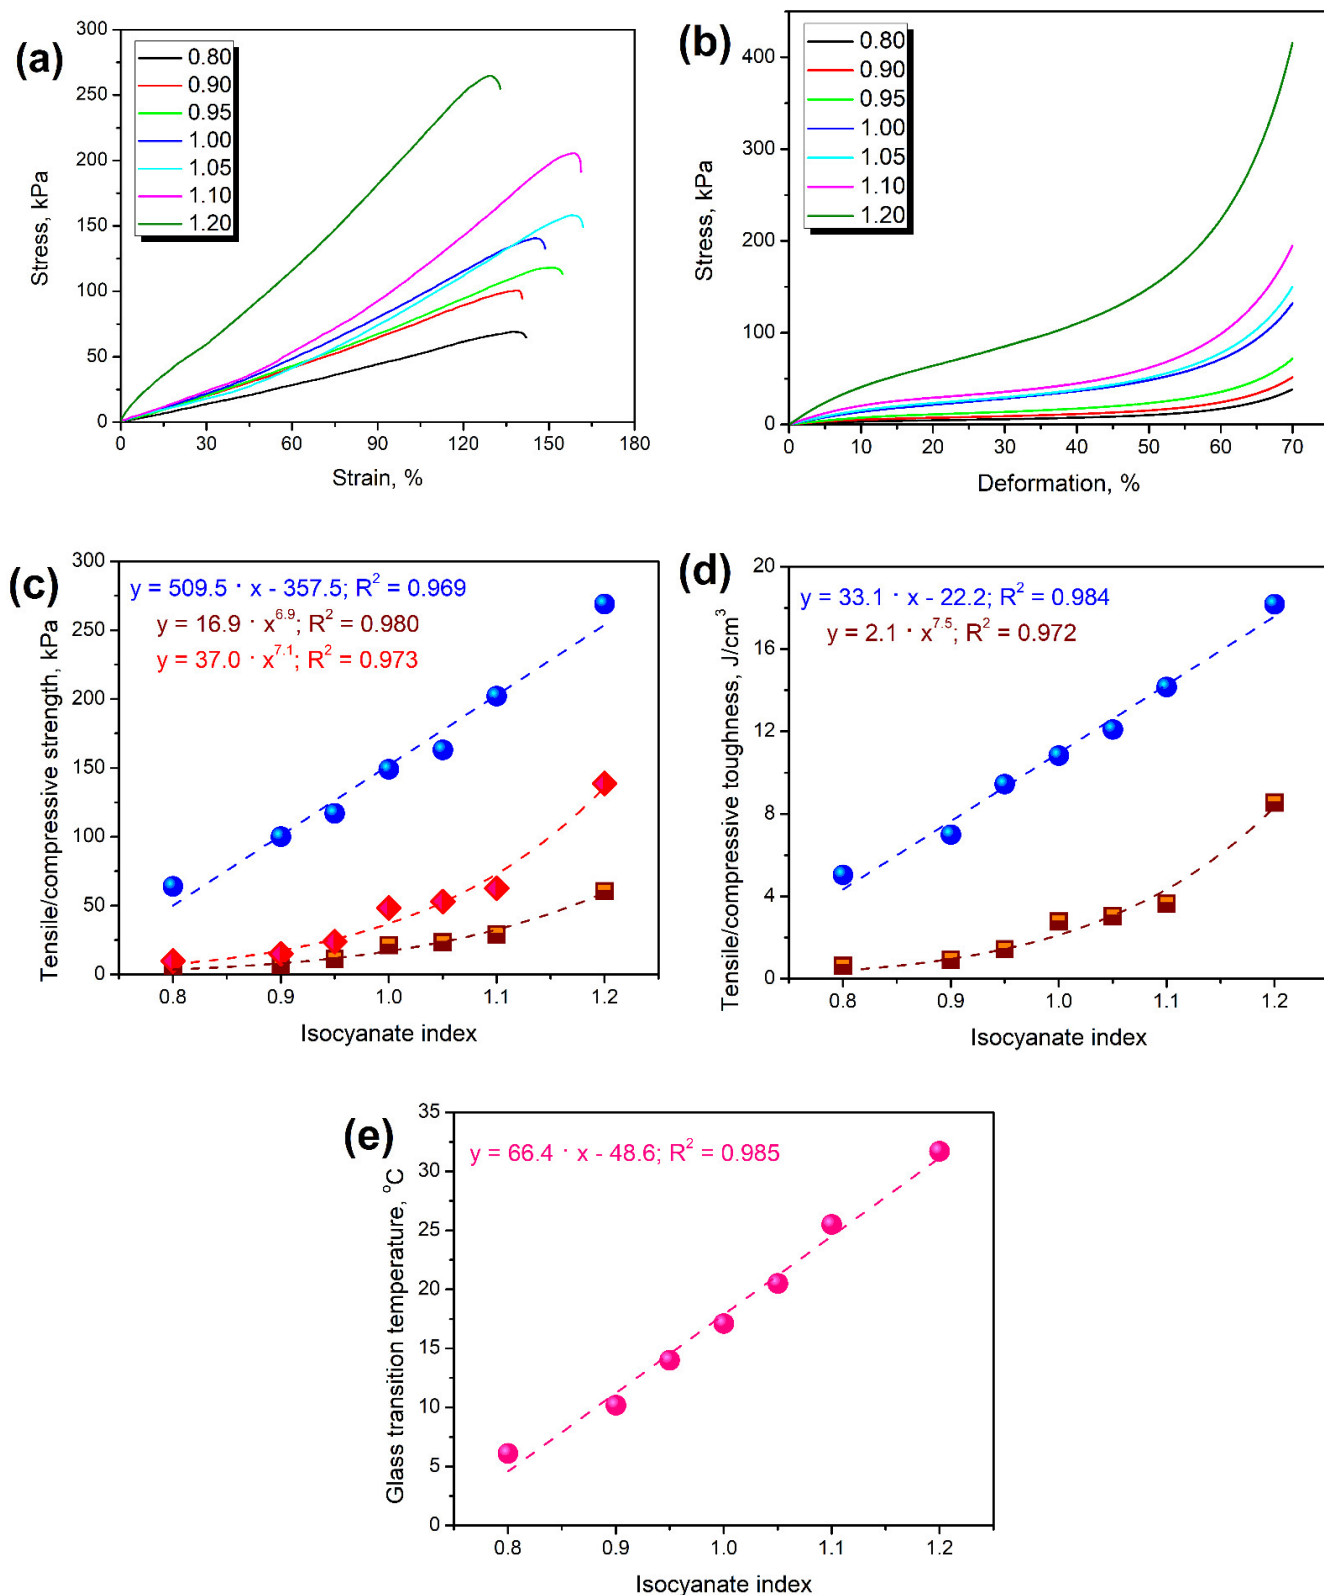 (a)
0.80
0.90
0.95
1.00
1.05
1.10
1.20
300
250
200
150
100
50
0
0 30 60 90 120 150 180
Stress, kPa
Strain, %
(b)
0.80
0.90
0.95
1.00
1.05
1.10
1.20
400
300
200
100
0
0 10 20 30 40 50 60 70
Stress, kPa
Deformation, %
(c)
y = 509.5 · x - 357.5; R² = 0.969
y = 16.9 · x^6.9; R² = 0.980
y = 37.0 · x^7.1; R² = 0.973
300
250
200
150
100
50
0
0.8 0.9 1.0 1.1 1.2
Tensile/compressive strength, kPa
Isocyanate index
(d)
y = 33.1 · x - 22.2; R² = 0.984
y = 2.1 · x^7.5; R² = 0.972
20
16
12
8
4
0
0.8 0.9 1.0 1.1 1.2
Tensile/compressive toughness, J/cm³
Isocyanate index
(e)
y = 66.4 · x - 48.6; R² = 0.985
35
30
25
20
15
10
5
0
0.8 0.9 1.0 1.1 1.2
Glass transition temperature, °C
Isocyanate index